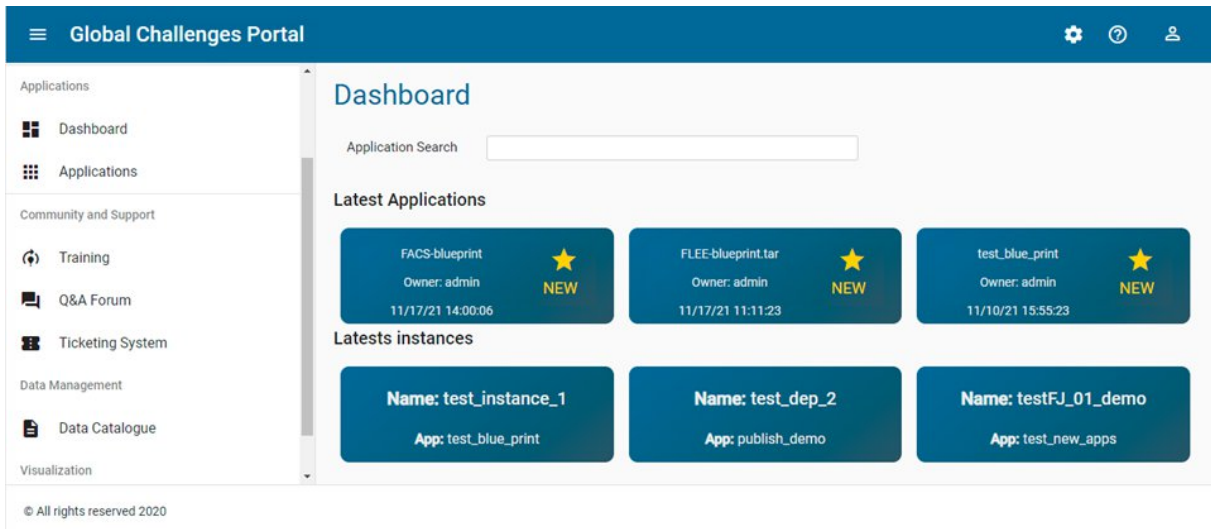 Global Challenges Portal
Applications
Dashboard
Applications
Community and Support
Training
Q&A Forum
Ticketing System
Data Management
Data Catalogue
Visualization
Dashboard
Application Search
Latest Applications
FACS-blueprint
Owner: admin
11/17/21 14:00:06
NEW
FLEE-blueprint.tar
Owner: admin
11/17/21 11:11:23
NEW
test_blue_print
Owner: admin
11/10/21 15:55:23
NEW
Latests instances
Name: test_instance_1
App: test_blue_print
Name: test_dep_2
App: publish_demo
Name: testFJ_01_demo
App: test_new_apps
© All rights reserved 2020